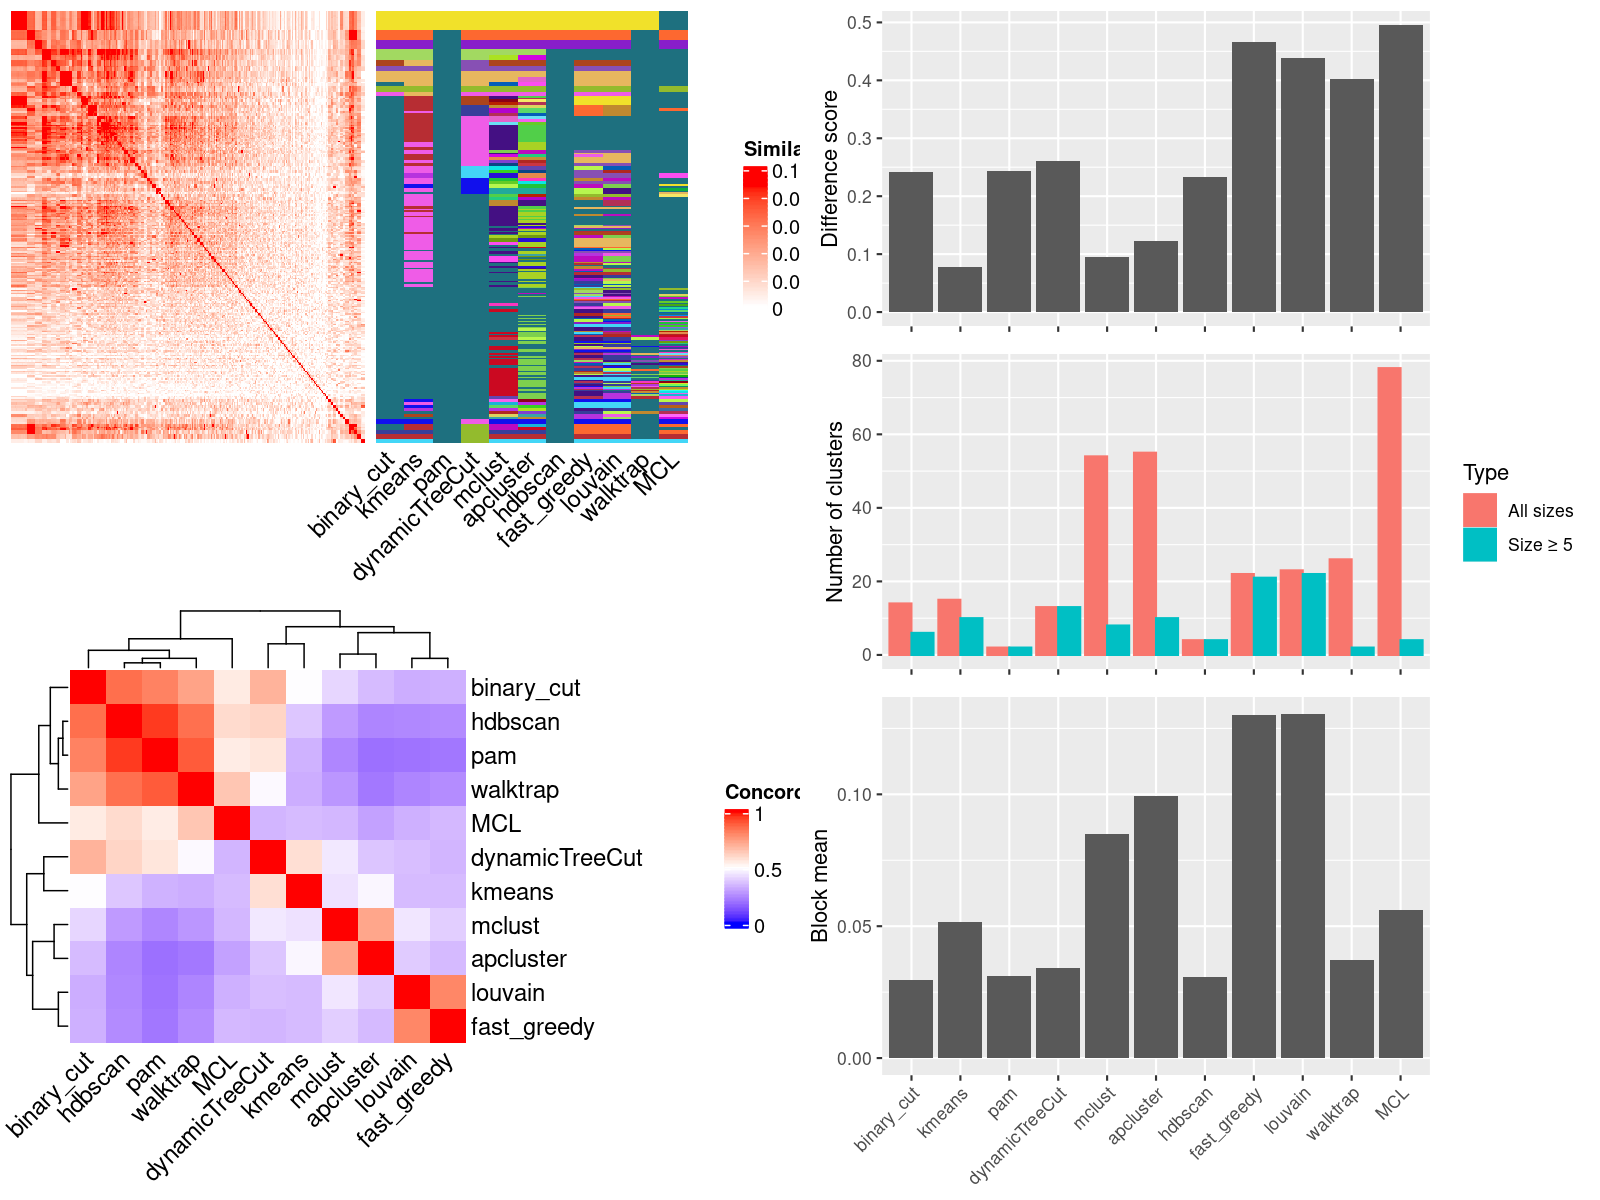 Simila
0.1
0.0
0.0
0.0
0.0
0
binary_cut
kmeans
pam
dynamicTreeCut
mclust
apcluster
hdbscan
fast_greedy
louvain
walktrap
MCL
binary_cut
hdbscan
pam
walktrap
MCL
dynamicTreeCut
kmeans
mclust
apcluster
louvain
fast_greedy
binary_cut
hdbscan
pam
walktrap
MCL
dynamicTreeCut
kmeans
mclust
apcluster
louvain
fast_greedy
Concord
1
0.5
0
Difference score
0.5
0.4
0.3
0.2
0.1
0.0
Number of clusters
80
60
40
20
0
Type
All sizes
Size ≥ 5
Block mean
0.10
0.05
0.00
binary_cut
kmeans
pam
dynamicTreeCut
mclust
apcluster
hdbscan
fast_greedy
louvain
walktrap
MCL